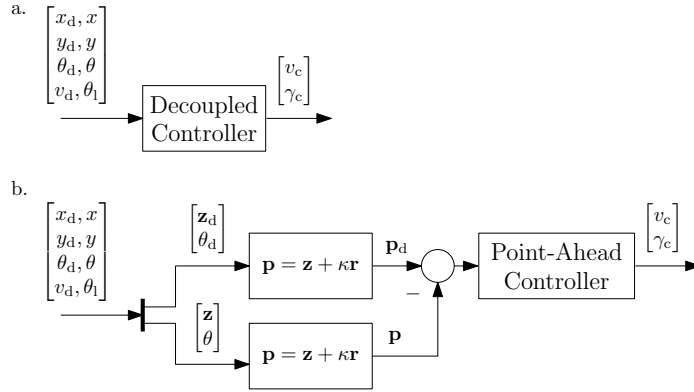 a.
x_d, x
y_d, y
θ_d, θ
v_d, θ_l
Decoupled
Controller
v_c
γ_c
b.
x_d, x
y_d, y
θ_d, θ
v_d, θ_l
z_d
θ_d
p = z + κr
p_d
−
Point-Ahead
Controller
v_c
γ_c
z
θ
p = z + κr
p